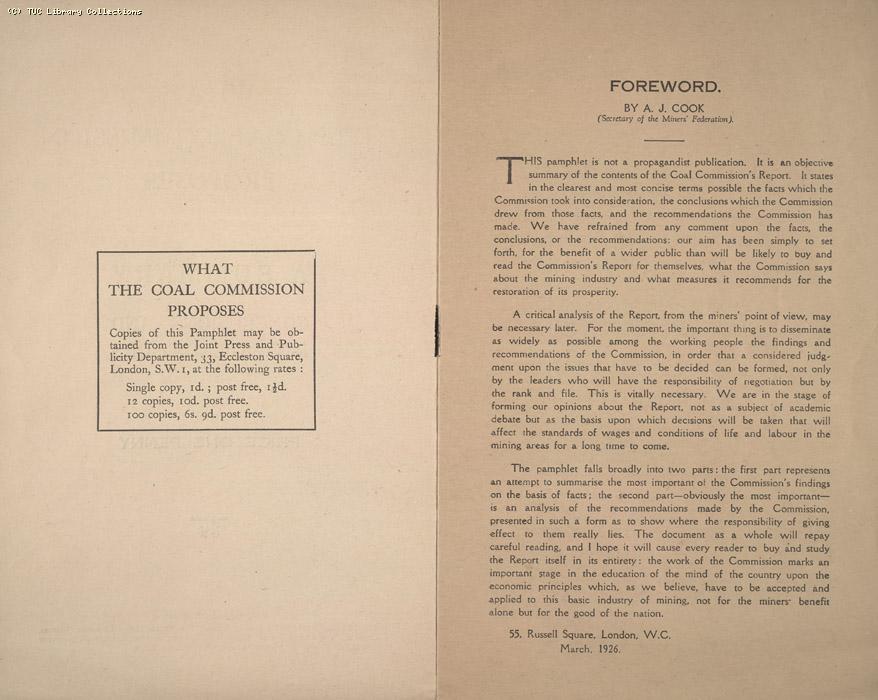 (C) TUC Library Collections
WHAT
THE COAL COMMISSION
PROPOSES
Copies of this Pamphlet may be ob-
tained from the Joint Press and Pub-
licity Department, 33, Eccleston Square,
London, S.W.1, at the following rates :
Single copy, 1d. ; post free, 1½d.
12 copies, 10d. post free.
100 copies, 6s. 9d. post free.
FOREWORD.
BY A. J. COOK
(Secretary of the Miners' Federation).
THIS pamphlet is not a propagandist publication. It is an objective
summary of the contents of the Coal Commission's Report. It states
in the clearest and most concise terms possible the facts which the
Commission took into consideration, the conclusions which the Commission
drew from those facts, and the recommendations the Commission has
made. We have refrained from any comment upon the facts, the
conclusions, or the recommendations: our aim has been simply to set
forth, for the benefit of a wider public than will be likely to buy and
read the Commission's Report for themselves, what the Commission says
about the mining industry and what measures it recommends for the
restoration of its prosperity.
A critical analysis of the Report, from the miners' point of view, may
be necessary later. For the moment, the important thing is to disseminate
as widely as possible among the working people the findings and
recommendations of the Commission, in order that a considered judg-
ment upon the issues that have to be decided can be formed, not only
by the leaders who will have the responsibility of negotiation but by
the rank and file. This is vitally necessary. We are in the stage of
forming our opinions about the Report, not as a subject of academic
debate but as the basis upon which decisions will be taken that will
affect the standards of wages and conditions of life and labour in the
mining areas for a long time to come.
The pamphlet falls broadly into two parts : the first part represents
an attempt to summarise the most important of the Commission's findings
on the basis of facts ; the second part—obviously the most important—
is an analysis of the recommendations made by the Commission,
presented in such a form as to show where the responsibility of giving
effect to them really lies. The document as a whole will repay
careful reading, and I hope it will cause every reader to buy and study
the Report itself in its entirety : the work of the Commission marks an
important stage in the education of the mind of the country upon the
economic principles which, as we believe, have to be accepted and
applied to this basic industry of mining, not for the miners' benefit
alone but for the good of the nation.
55, Russell Square, London, W.C.
March, 1926.